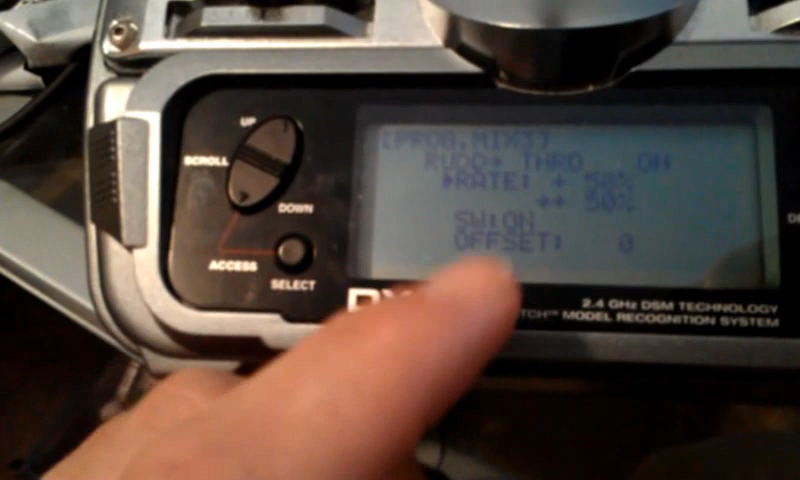 UP
SCROLL
DOWN
ACCESS
SELECT
[PROG.MIX3]
RUDD→ THRO ON
RATE: + 50%
++ 50%
SW:ON
OFFSET: 0
2.4 GHz DSM TECHNOLOGY
MODEL RECOGNITION SYSTEM